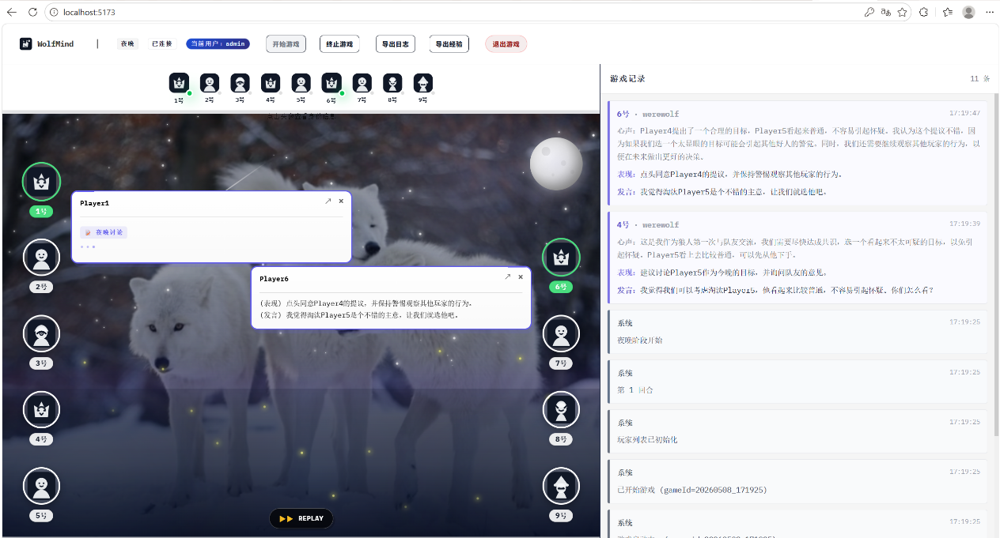 localhost:5173
WolfMind | 夜晚 已连接 当前用户: admin 开始游戏 终止游戏 导出日志 导出经验 退出游戏
1号 2号 3号 4号 5号 6号 7号 8号 9号
1号
2号
3号
4号
5号
Player1
夜晚讨论
Player6
(表现) 点头同意Player4的提议，并保持警惕观察其他玩家的行为。
(发言) 我觉得淘汰Player5是个不错的主意，让我们就选他吧。
6号
7号
8号
9号
REPLAY
游戏记录 11 条
6号 · werewolf 17:19:47
心声: Player4提出了一个合理的目标，Player5看起来普通，不容易引起怀疑。我认为这个提议不错，因
为如果我们选一个太显眼的目标可能会引起其他好人的警觉。同时，我们还需要继续观察其他玩家的行为，以
便在未来做出更好的决策。
表现: 点头同意Player4的提议，并保持警惕观察其他玩家的行为。
发言: 我觉得淘汰Player5是个不错的主意，让我们就选他吧。
4号 · werewolf 17:19:39
心声: 这是我作为狼人第一次与队友交流，我们需要尽快达成共识，选一个看起来不太可疑的目标，以免引
起怀疑。Player5看上去比较普通，可以先从他下手。
表现: 建议讨论Player5作为今晚的目标，并询问队友的意见。
发言: 我觉得我们可以考虑淘汰Player5，他看起来比较普通，不容易引起怀疑。你们怎么看？
系统 17:19:25
夜晚阶段开始
系统 17:19:25
第 1 回合
系统 17:19:25
玩家列表已初始化
系统 17:19:25
已开始游戏 (gameId=20260508_171925)
系统 17:19:25